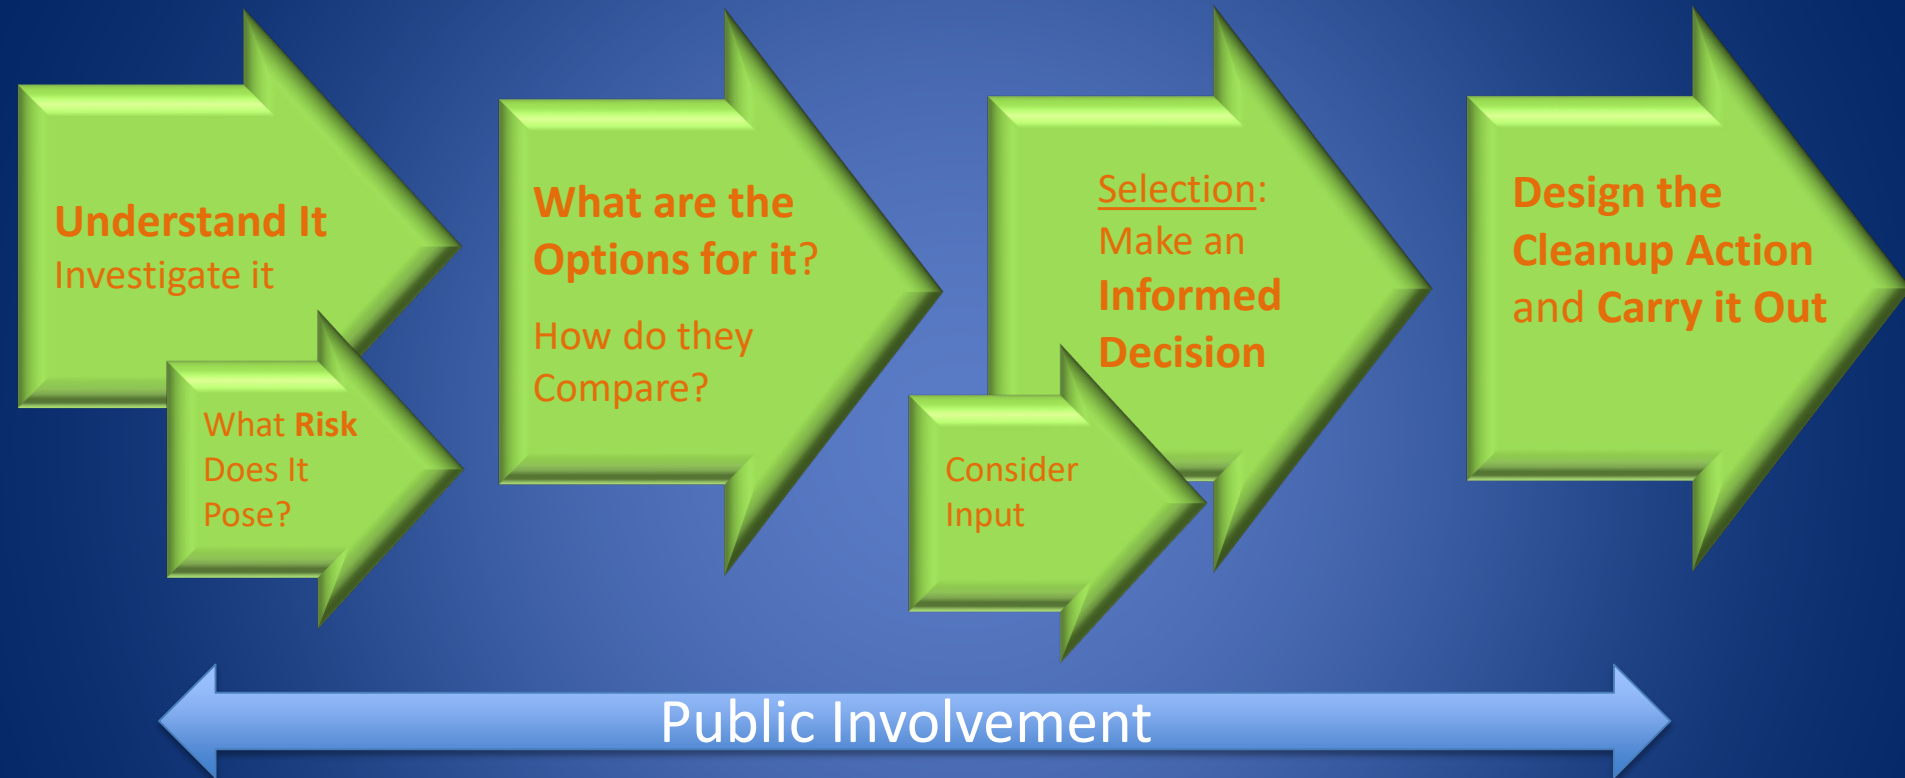 Understand It
Investigate it
What Risk
Does It
Pose?
What are the
Options for it?
How do they
Compare?
Selection:
Make an
Informed
Decision
Consider
Input
Design the
Cleanup Action
and Carry it Out
Public Involvement